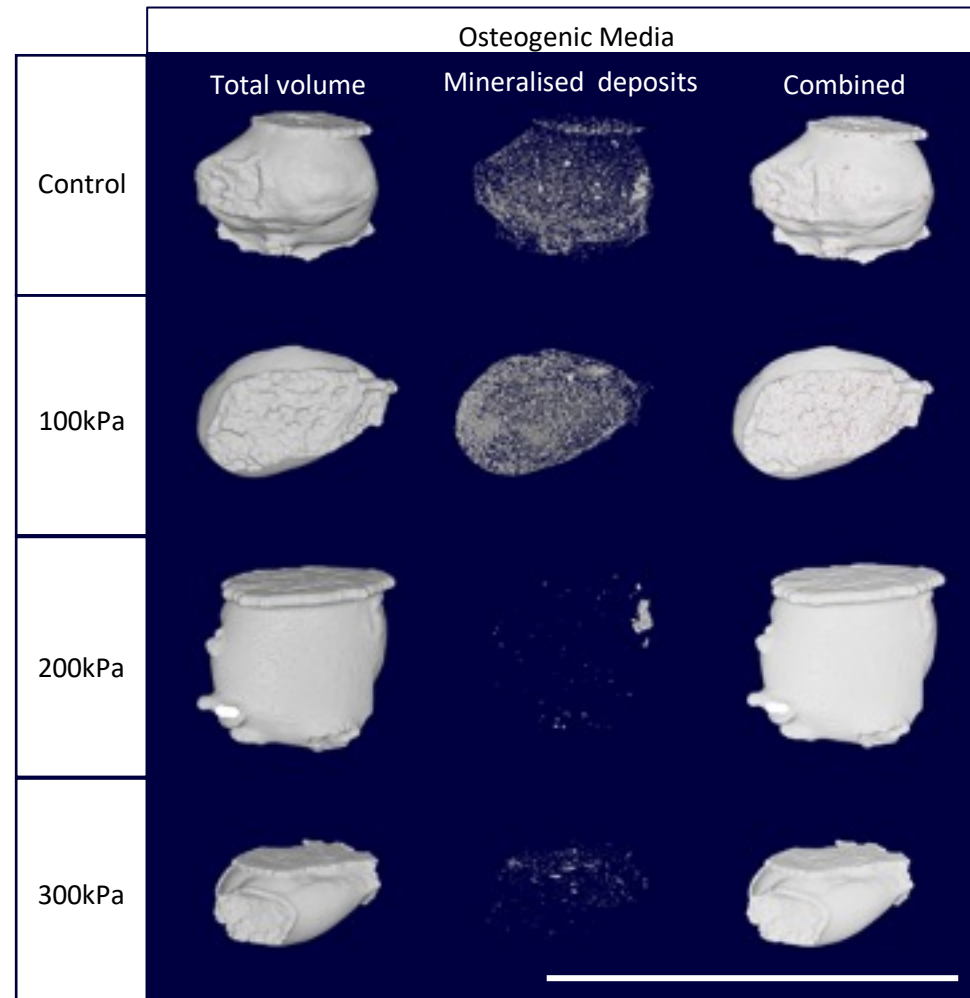 Osteogenic Media
Total volume
Mineralised deposits
Combined
Control
100kPa
200kPa
300kPa